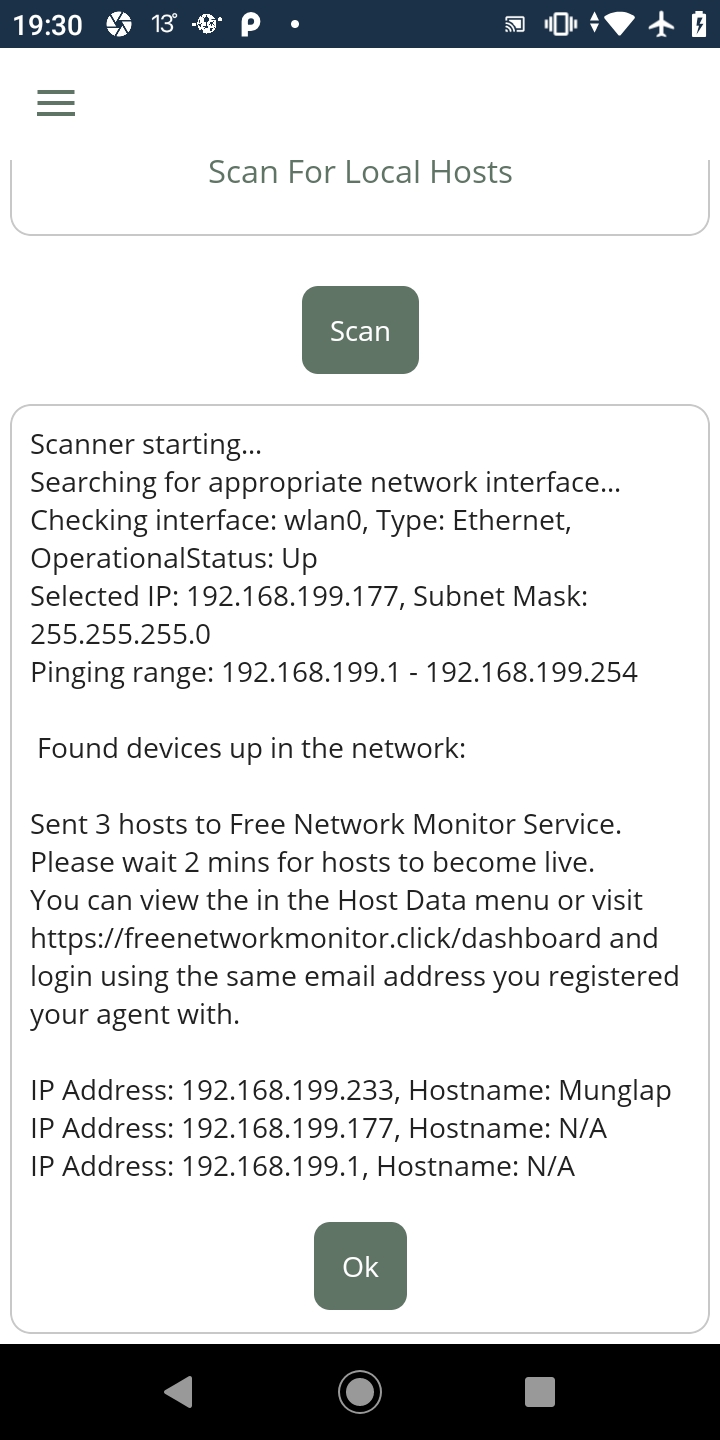 19:30 13°
Scan For Local Hosts
Scan
Scanner starting...
Searching for appropriate network interface...
Checking interface: wlan0, Type: Ethernet,
OperationalStatus: Up
Selected IP: 192.168.199.177, Subnet Mask:
255.255.255.0
Pinging range: 192.168.199.1 - 192.168.199.254
Found devices up in the network:
Sent 3 hosts to Free Network Monitor Service.
Please wait 2 mins for hosts to become live.
You can view the in the Host Data menu or visit
https://freenetworkmonitor.click/dashboard and
login using the same email address you registered
your agent with.
IP Address: 192.168.199.233, Hostname: Munglap
IP Address: 192.168.199.177, Hostname: N/A
IP Address: 192.168.199.1, Hostname: N/A
Ok